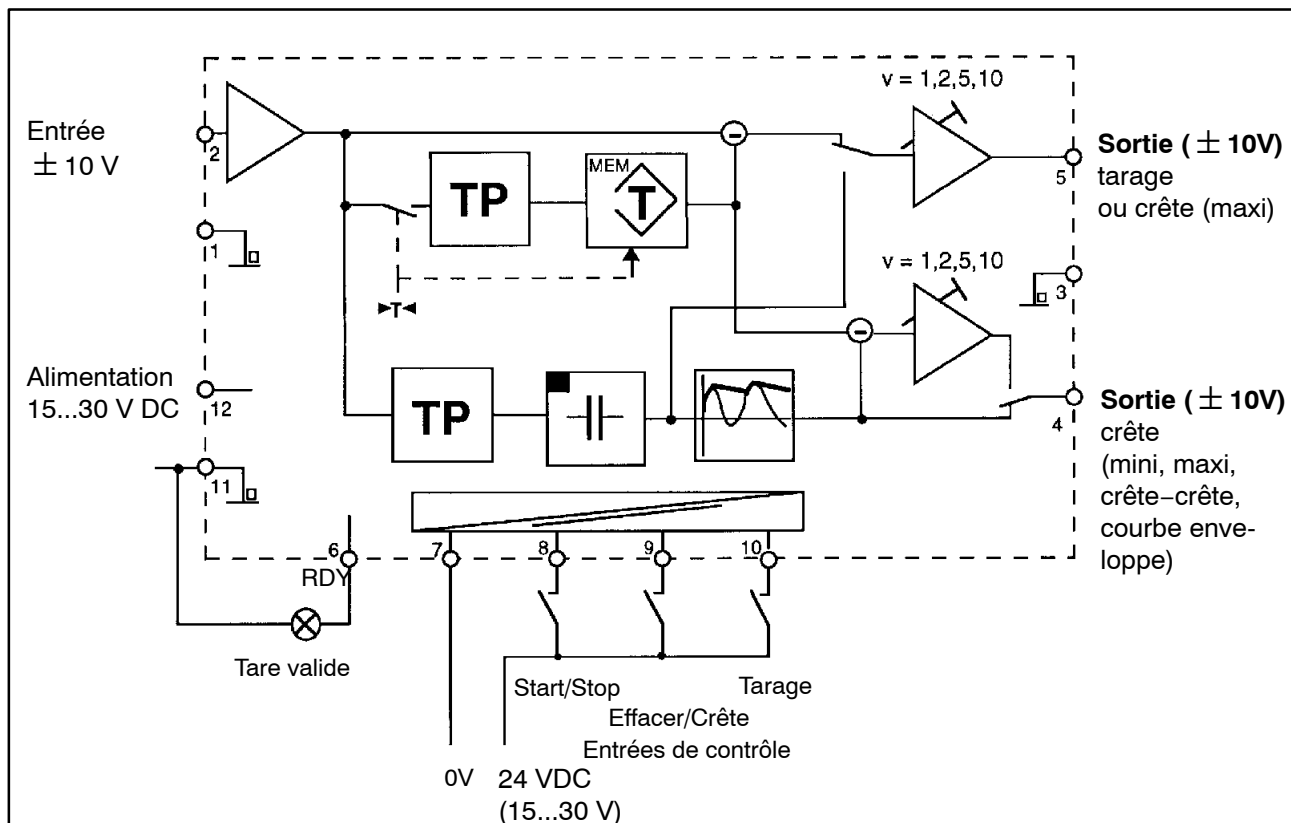 v = 1,2,5,10
Entrée
± 10 V
2
MEM
TP
T
Sortie ( ± 10V)
5
tarage
ou crête (maxi)
1
v = 1,2,5,10
3
T
Alimentation
15...30 V DC
12
TP
Sortie ( ± 10V)
4
crête
(mini, maxi,
crête–crête,
courbe enve-
loppe)
11
6
7
8
9
10
RDY
Tare valide
Start/Stop
Tarage
Effacer/Crête
Entrées de contrôle
0V
24 VDC
(15...30 V)